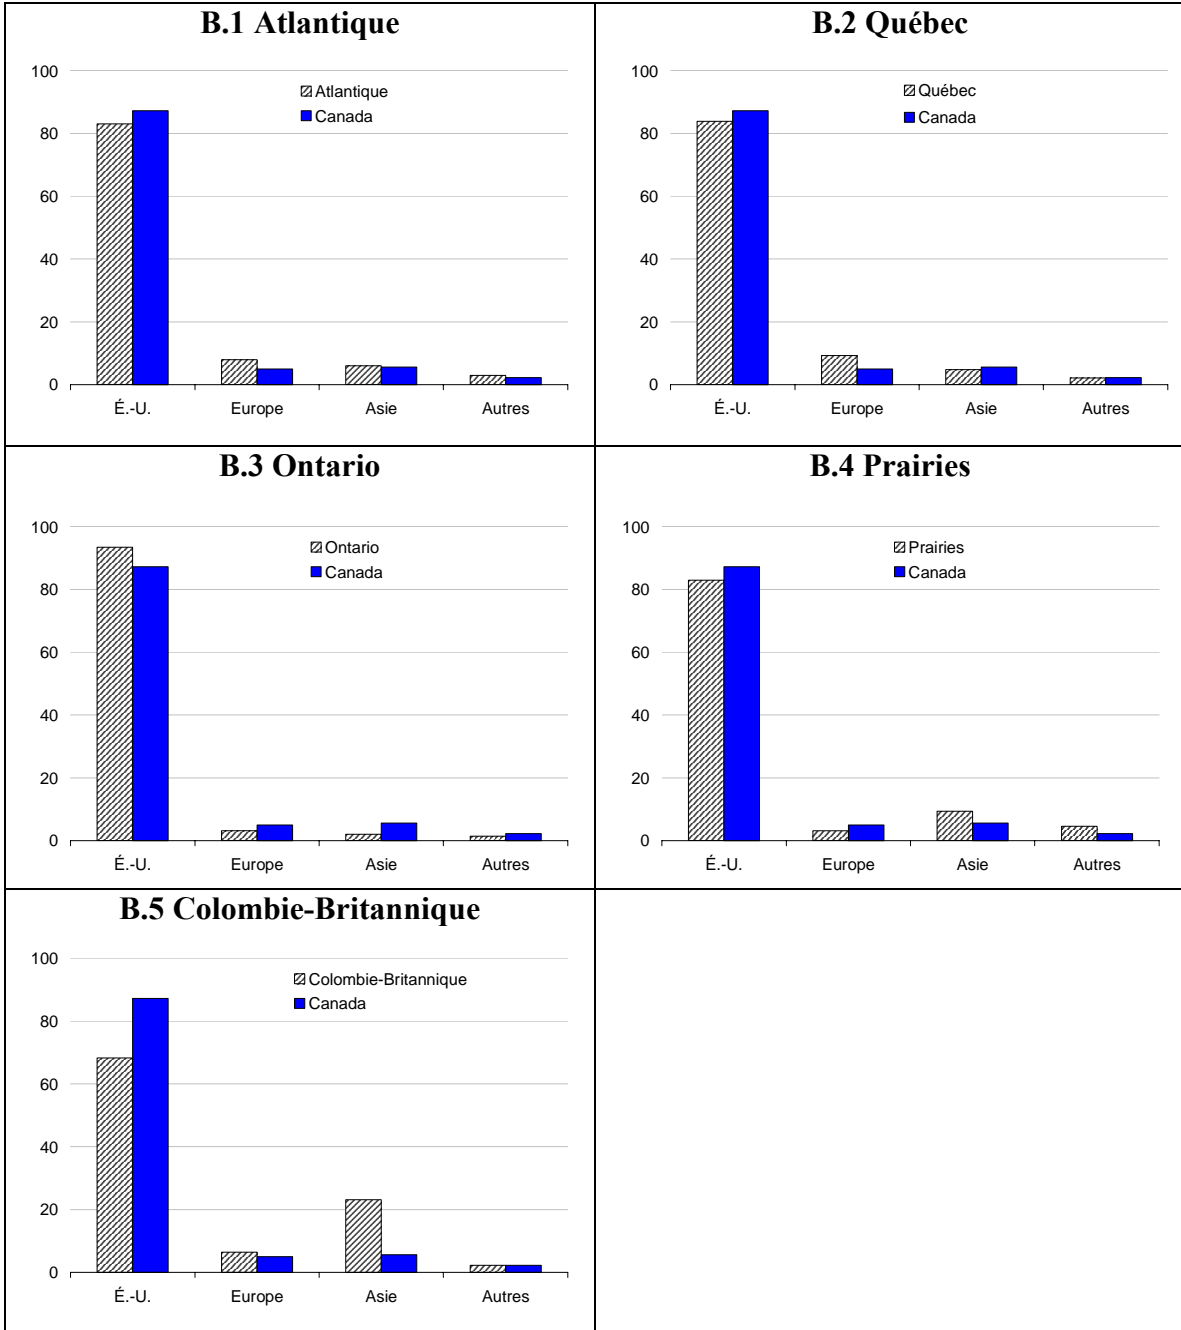 B.1 Atlantique
100
80
60
40
20
0
Atlantique
Canada
É.-U. Europe Asie Autres
B.2 Québec
100
80
60
40
20
0
Québec
Canada
É.-U. Europe Asie Autres
B.3 Ontario
100
80
60
40
20
0
Ontario
Canada
É.-U. Europe Asie Autres
B.4 Prairies
100
80
60
40
20
0
Prairies
Canada
É.-U. Europe Asie Autres
B.5 Colombie-Britannique
100
80
60
40
20
0
Colombie-Britannique
Canada
É.-U. Europe Asie Autres